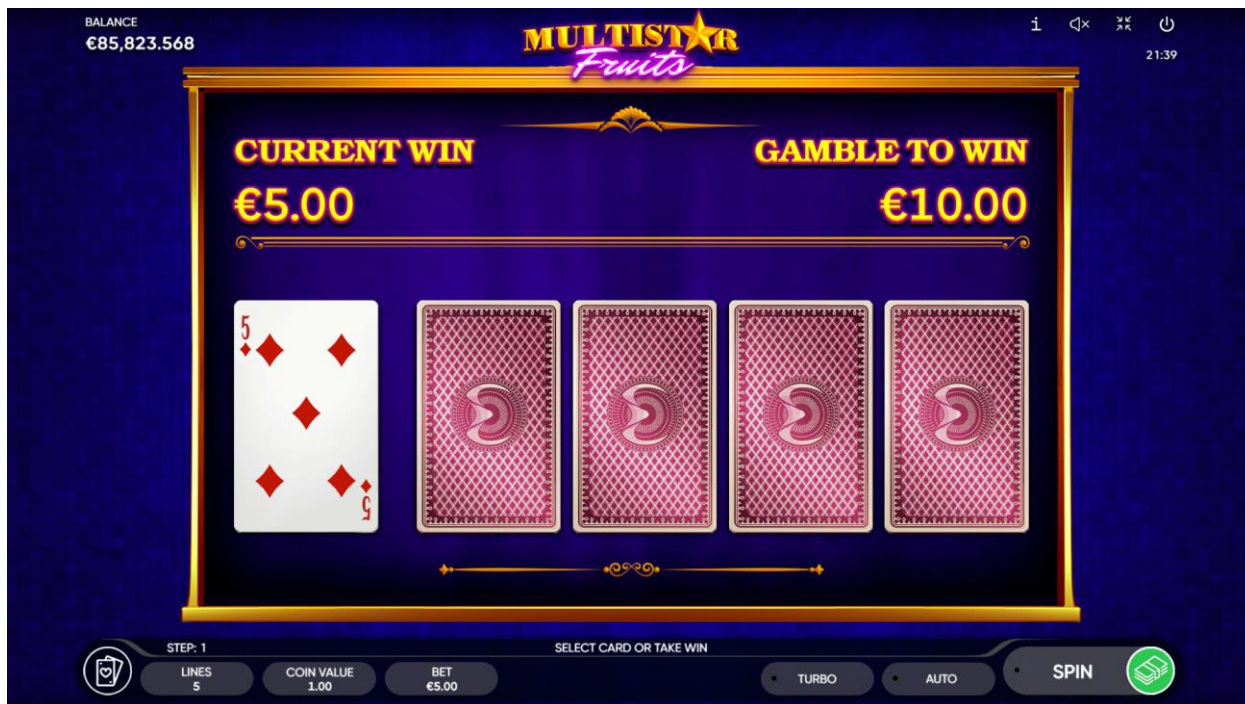 BALANCE
€85,823.568
MULTISTAR
Fruits
21:39
CURRENT WIN
€5.00
GAMBLE TO WIN
€10.00
5
5
STEP: 1
SELECT CARD OR TAKE WIN
LINES
5
COIN VALUE
1.00
BET
€5.00
TURBO
AUTO
SPIN